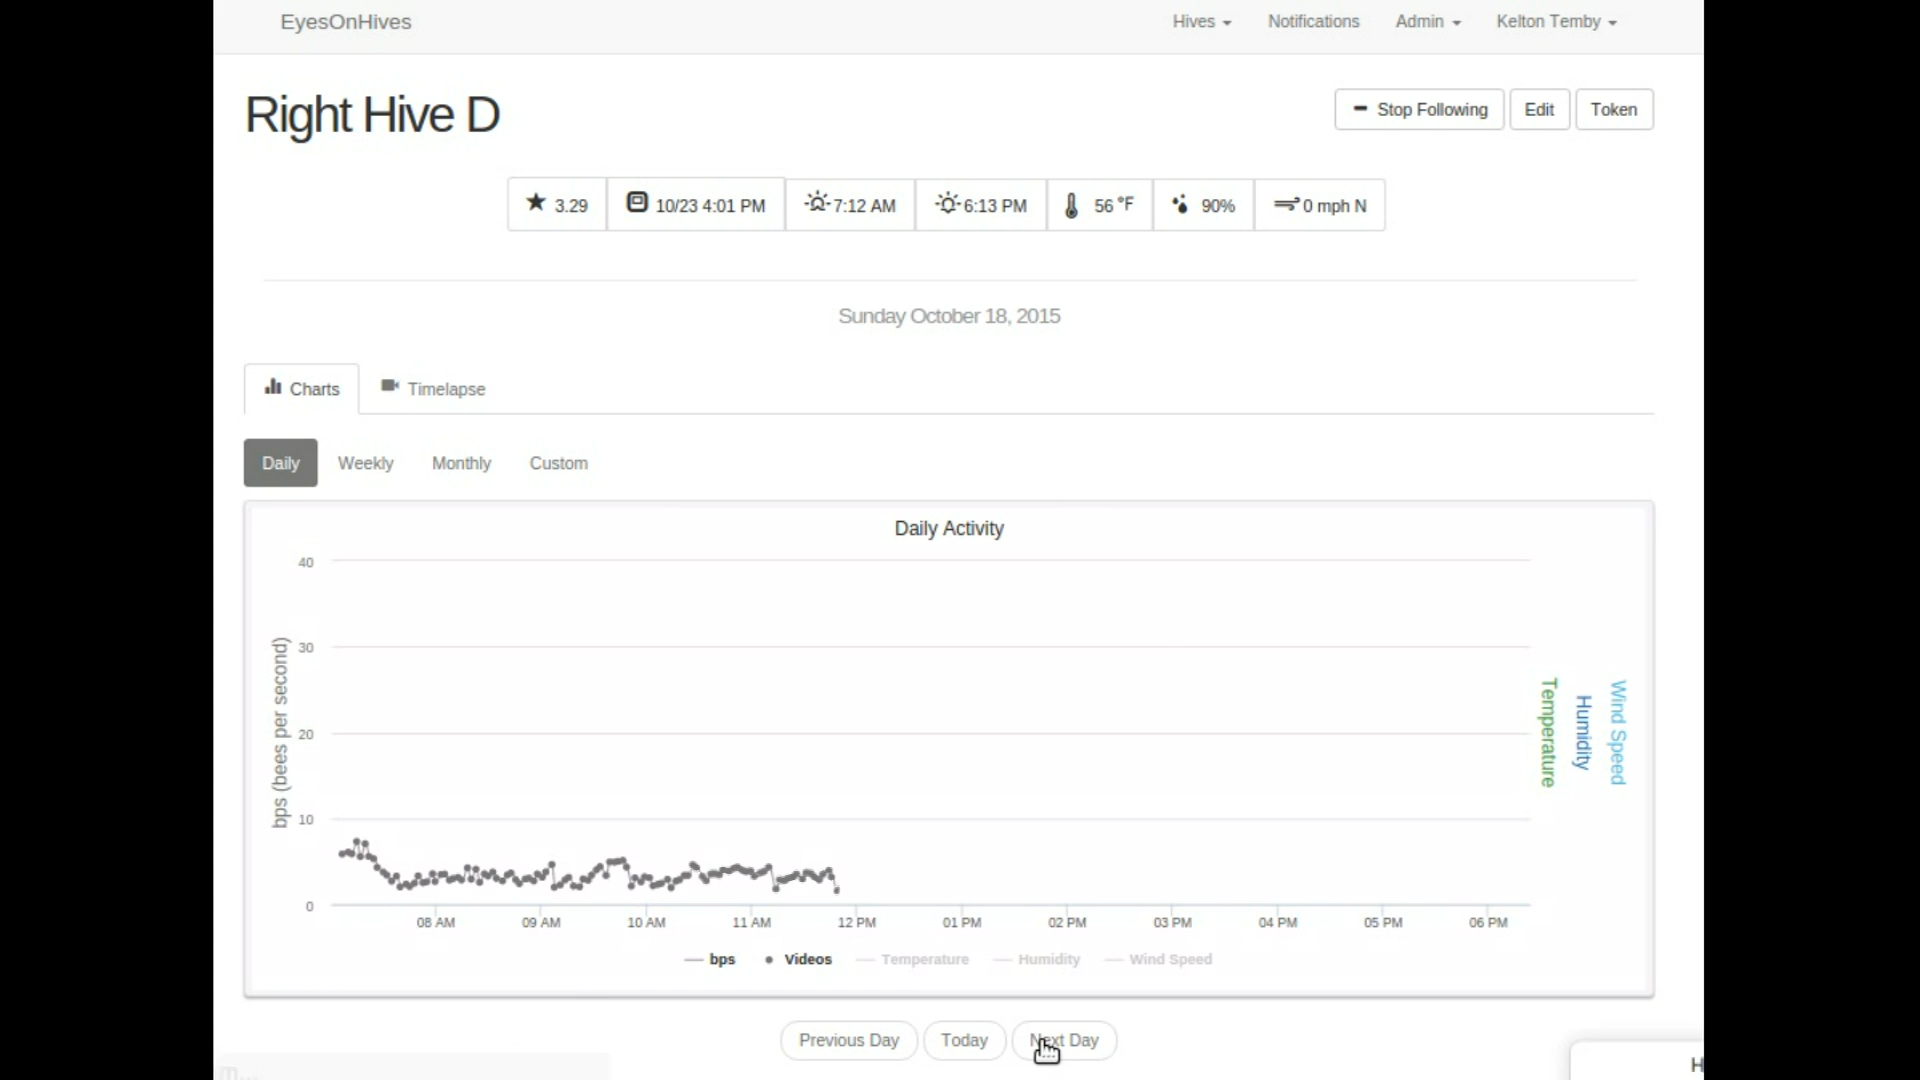 EyesOnHives Hives Notifications Admin Kelton Temby
Right Hive D
Stop Following Edit Token
3.29 10/23 4:01 PM 7:12 AM 6:13 PM 56 °F 90% 0 mph N
Sunday October 18, 2015
Charts Timelapse
Daily Weekly Monthly Custom
Daily Activity
40
30
20
10
0
bps (bees per second)
Temperature
Humidity
Wind Speed
08 AM 09 AM 10 AM 11 AM 12 PM 01 PM 02 PM 03 PM 04 PM 05 PM 06 PM
bps Videos Temperature Humidity Wind Speed
Previous Day Today Next Day